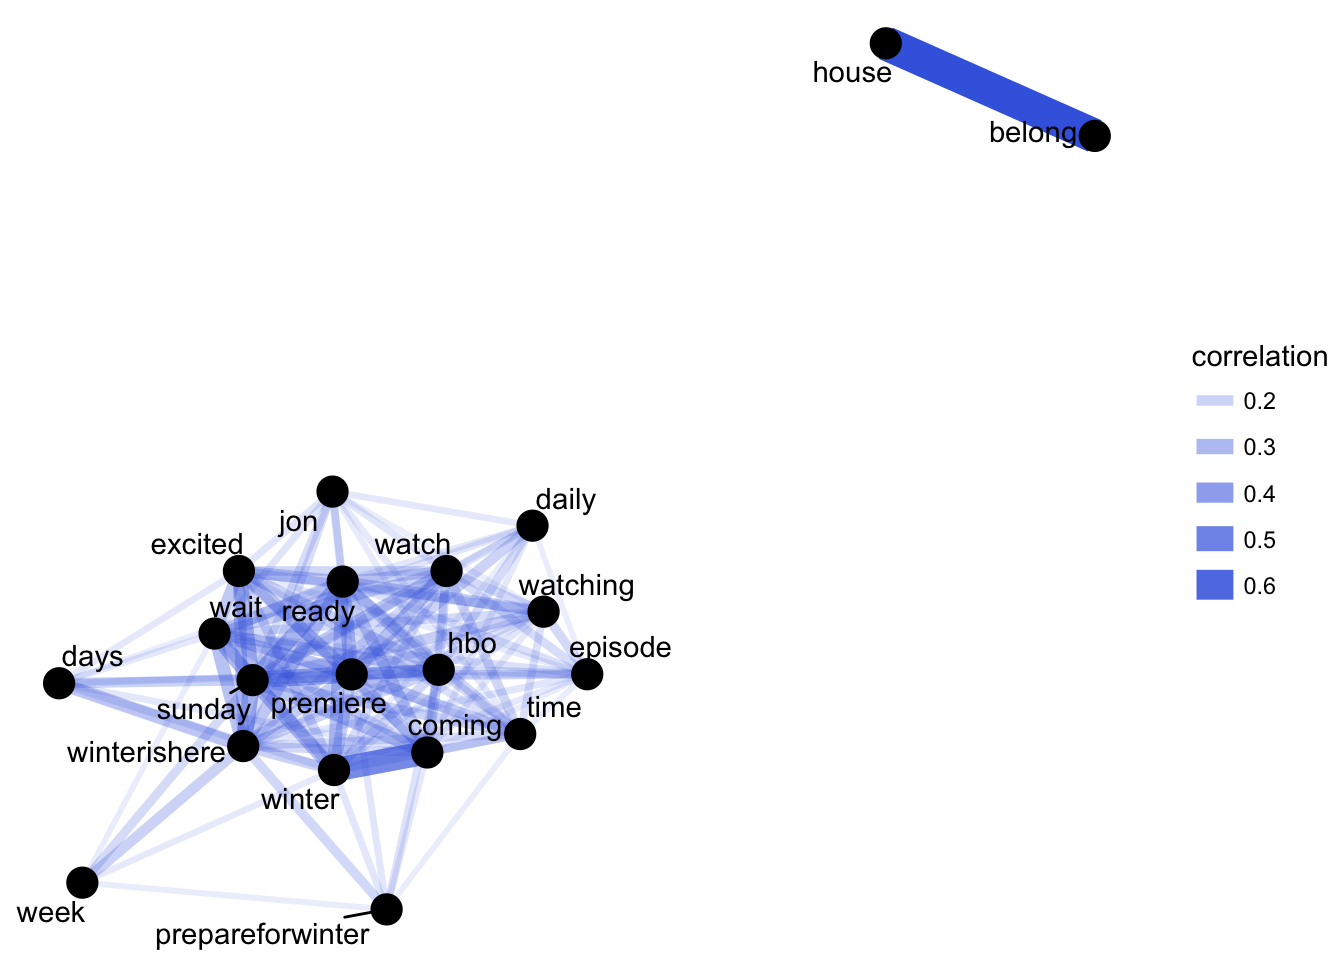 house
belong
correlation
0.2
0.3
0.4
0.5
0.6
daily
jon
excited
watch
watching
wait
ready
hbo
episode
days
sunday
premiere
time
coming
winterishere
winter
week
prepareforwinter